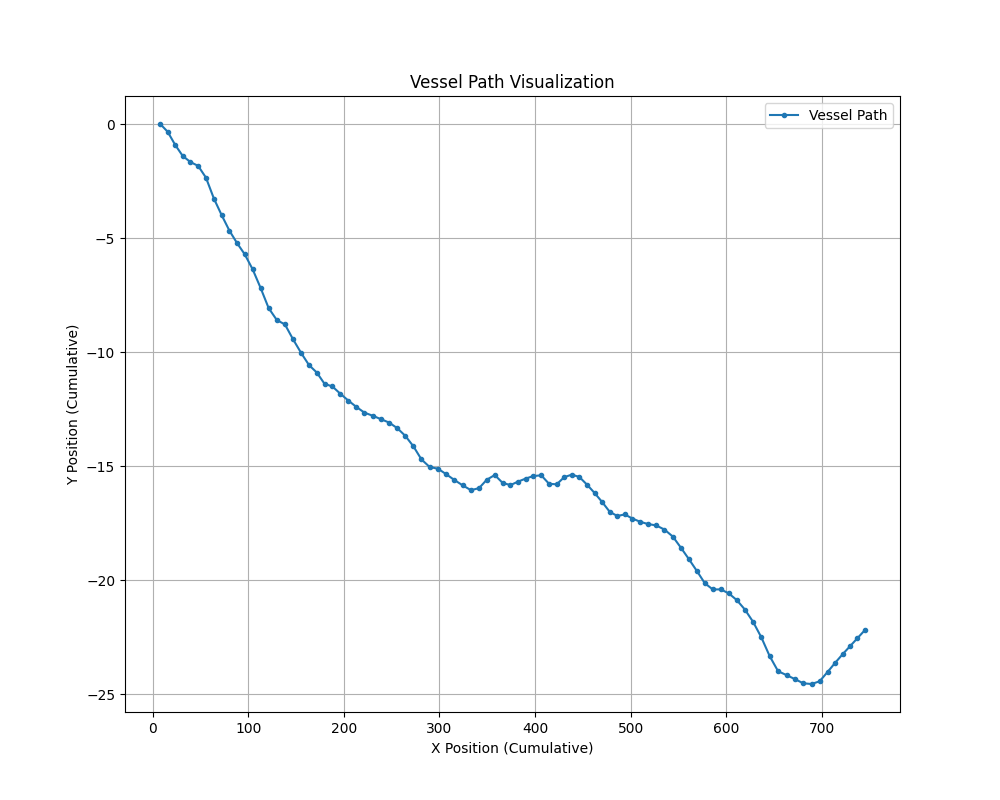 Vessel Path Visualization
Vessel Path
0
−5
−10
−15
−20
−25
Y Position (Cumulative)
0 100 200 300 400 500 600 700
X Position (Cumulative)